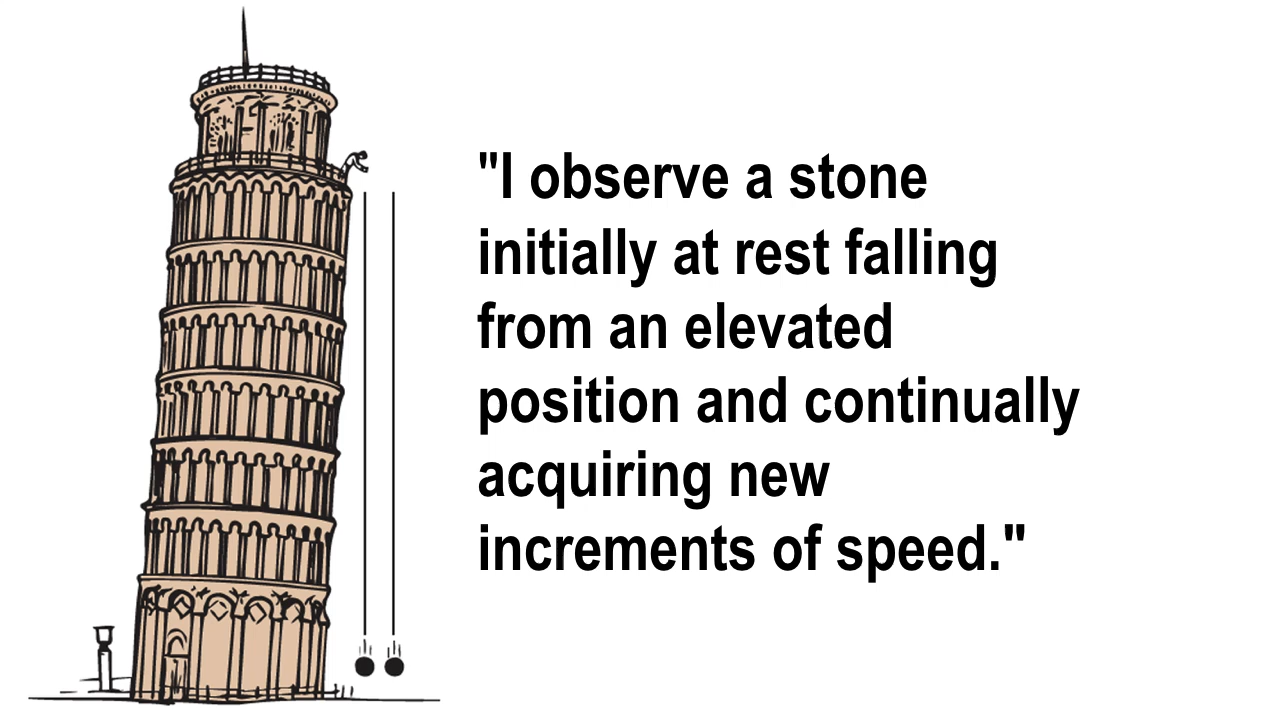 "I observe a stone
initially at rest falling
from an elevated
position and continually
acquiring new
increments of speed."